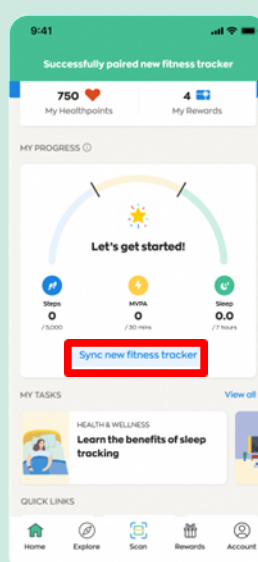 9:41
Successfully paired new fitness tracker
750
4
My Healthpoints
My Rewards
MY PROGRESS
Let's get started!
Steps
MVPA
Sleep
0
0
0.0
/ 5,000
/ 30 mins
/ 7 hours
Sync new fitness tracker
MY TASKS
View all
HEALTH & WELLNESS
Learn the benefits of sleep
tracking
QUICK LINKS
Home
Explore
Scan
Rewards
Account